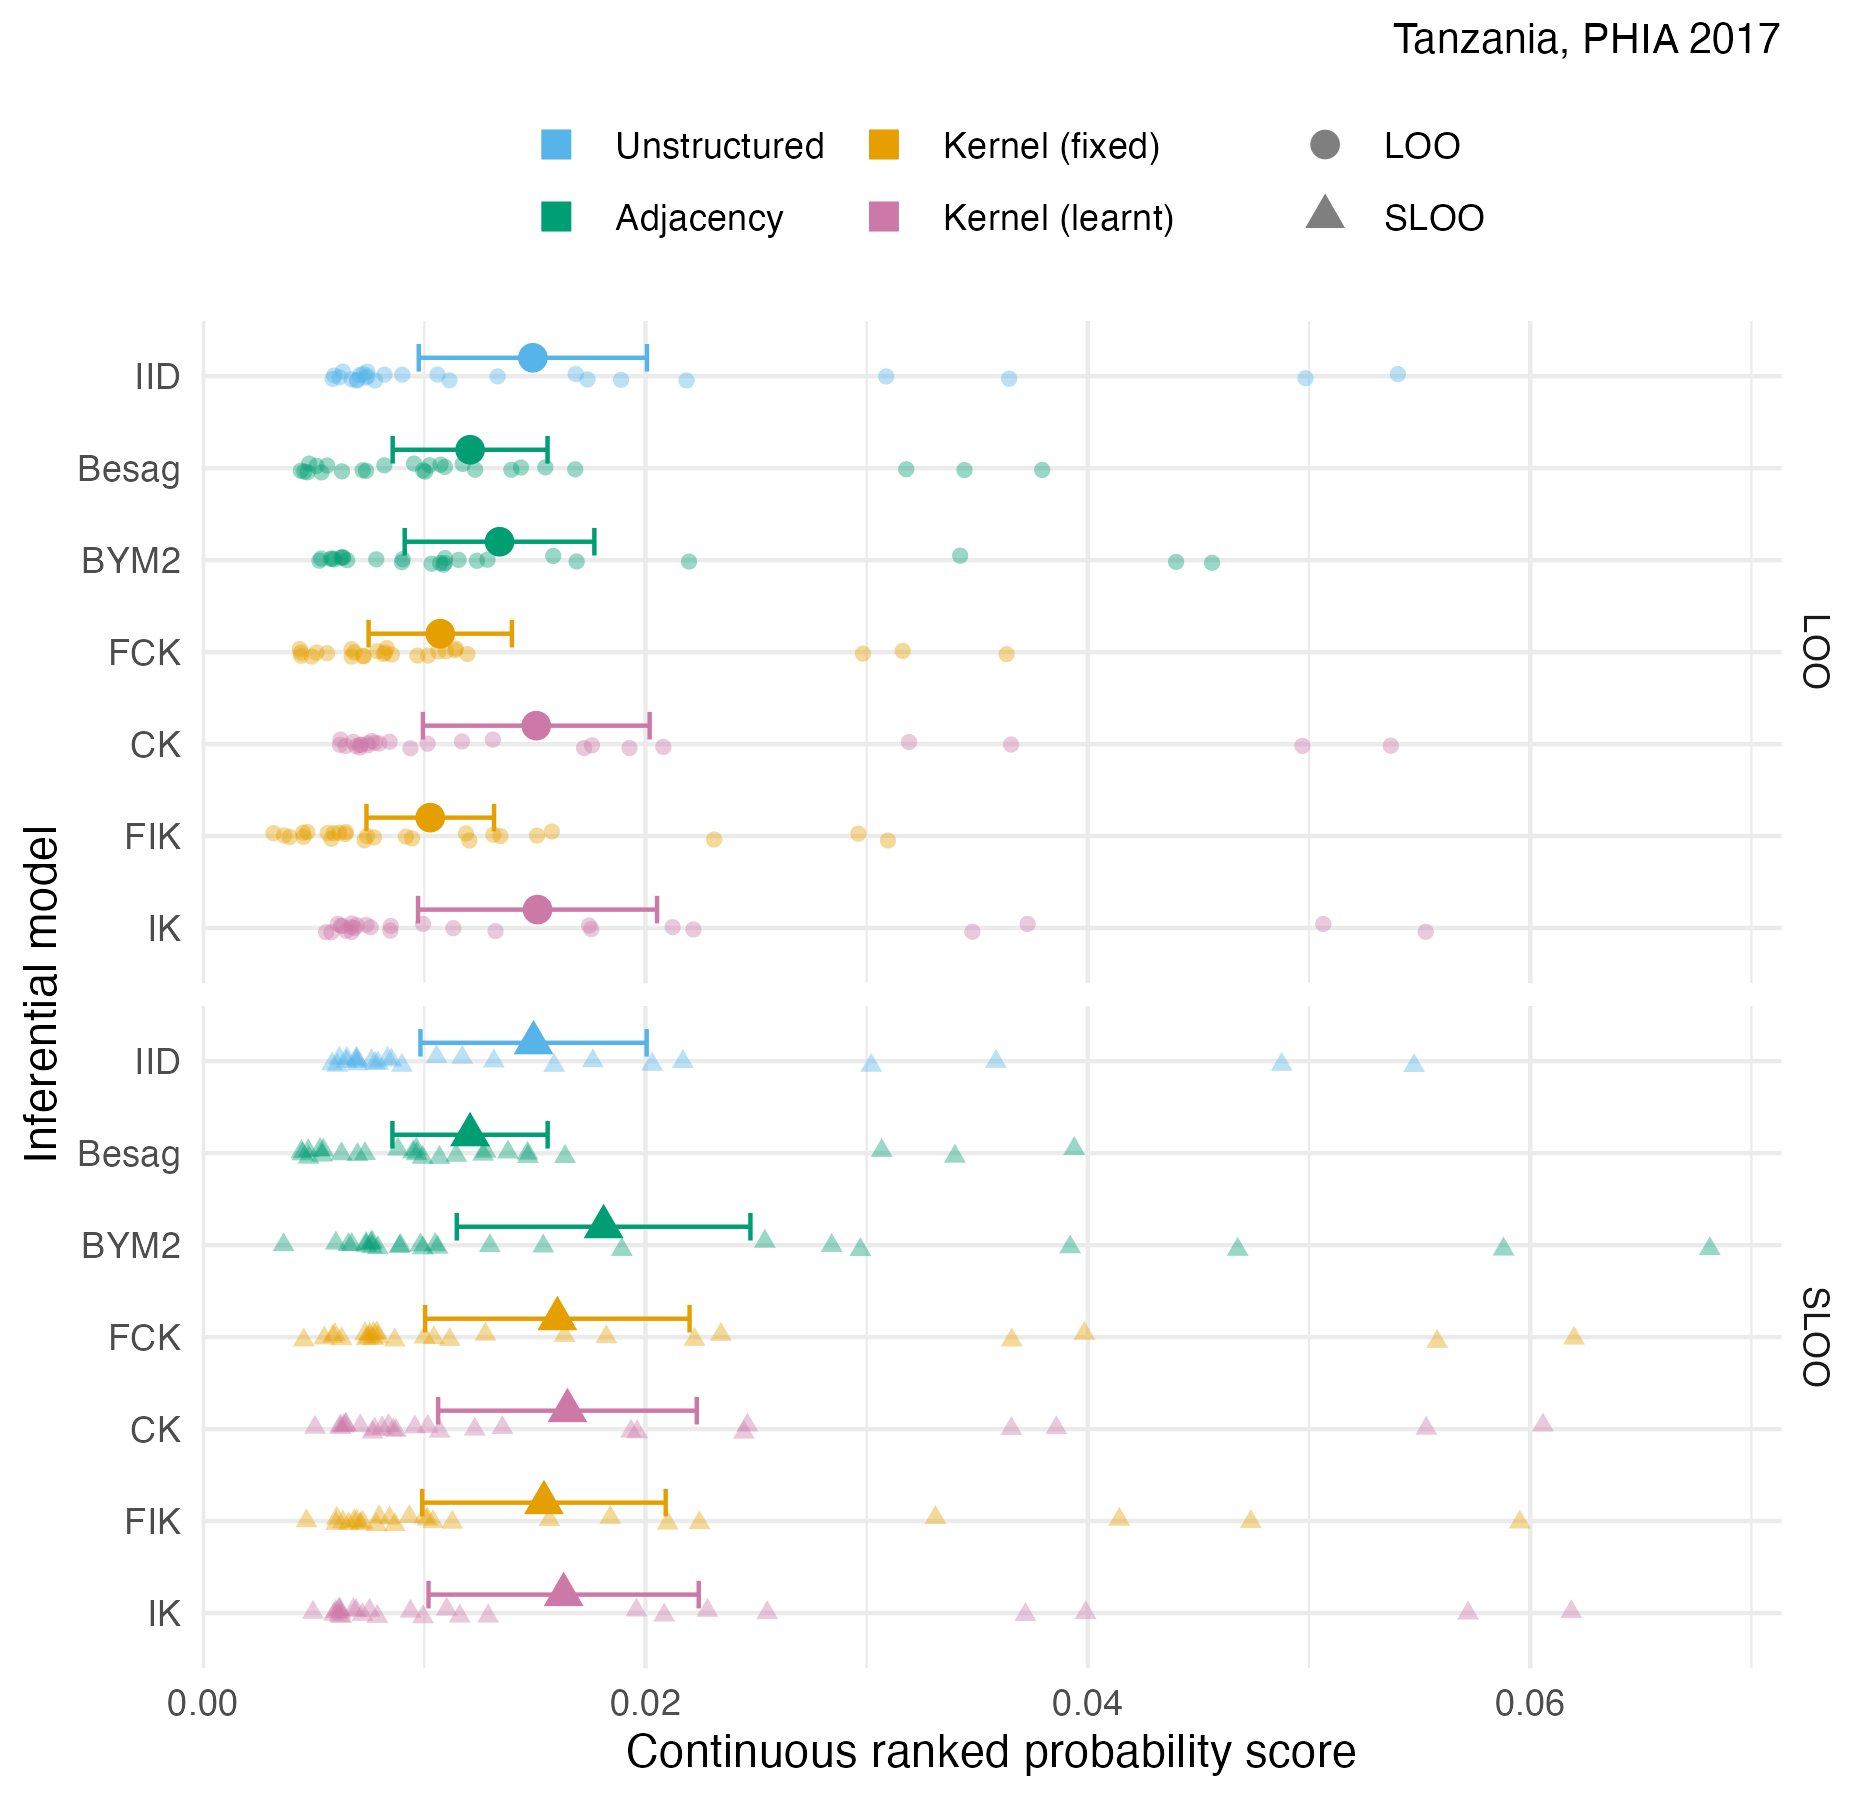 Tanzania, PHIA 2017
Unstructured
Kernel (fixed)
LOO
Adjacency
Kernel (learnt)
SLOO
Inferential model
IID
Besag
BYM2
FCK
CK
FIK
IK
LOO
IID
Besag
BYM2
FCK
CK
FIK
IK
SLOO
0.00
0.02
0.04
0.06
Continuous ranked probability score